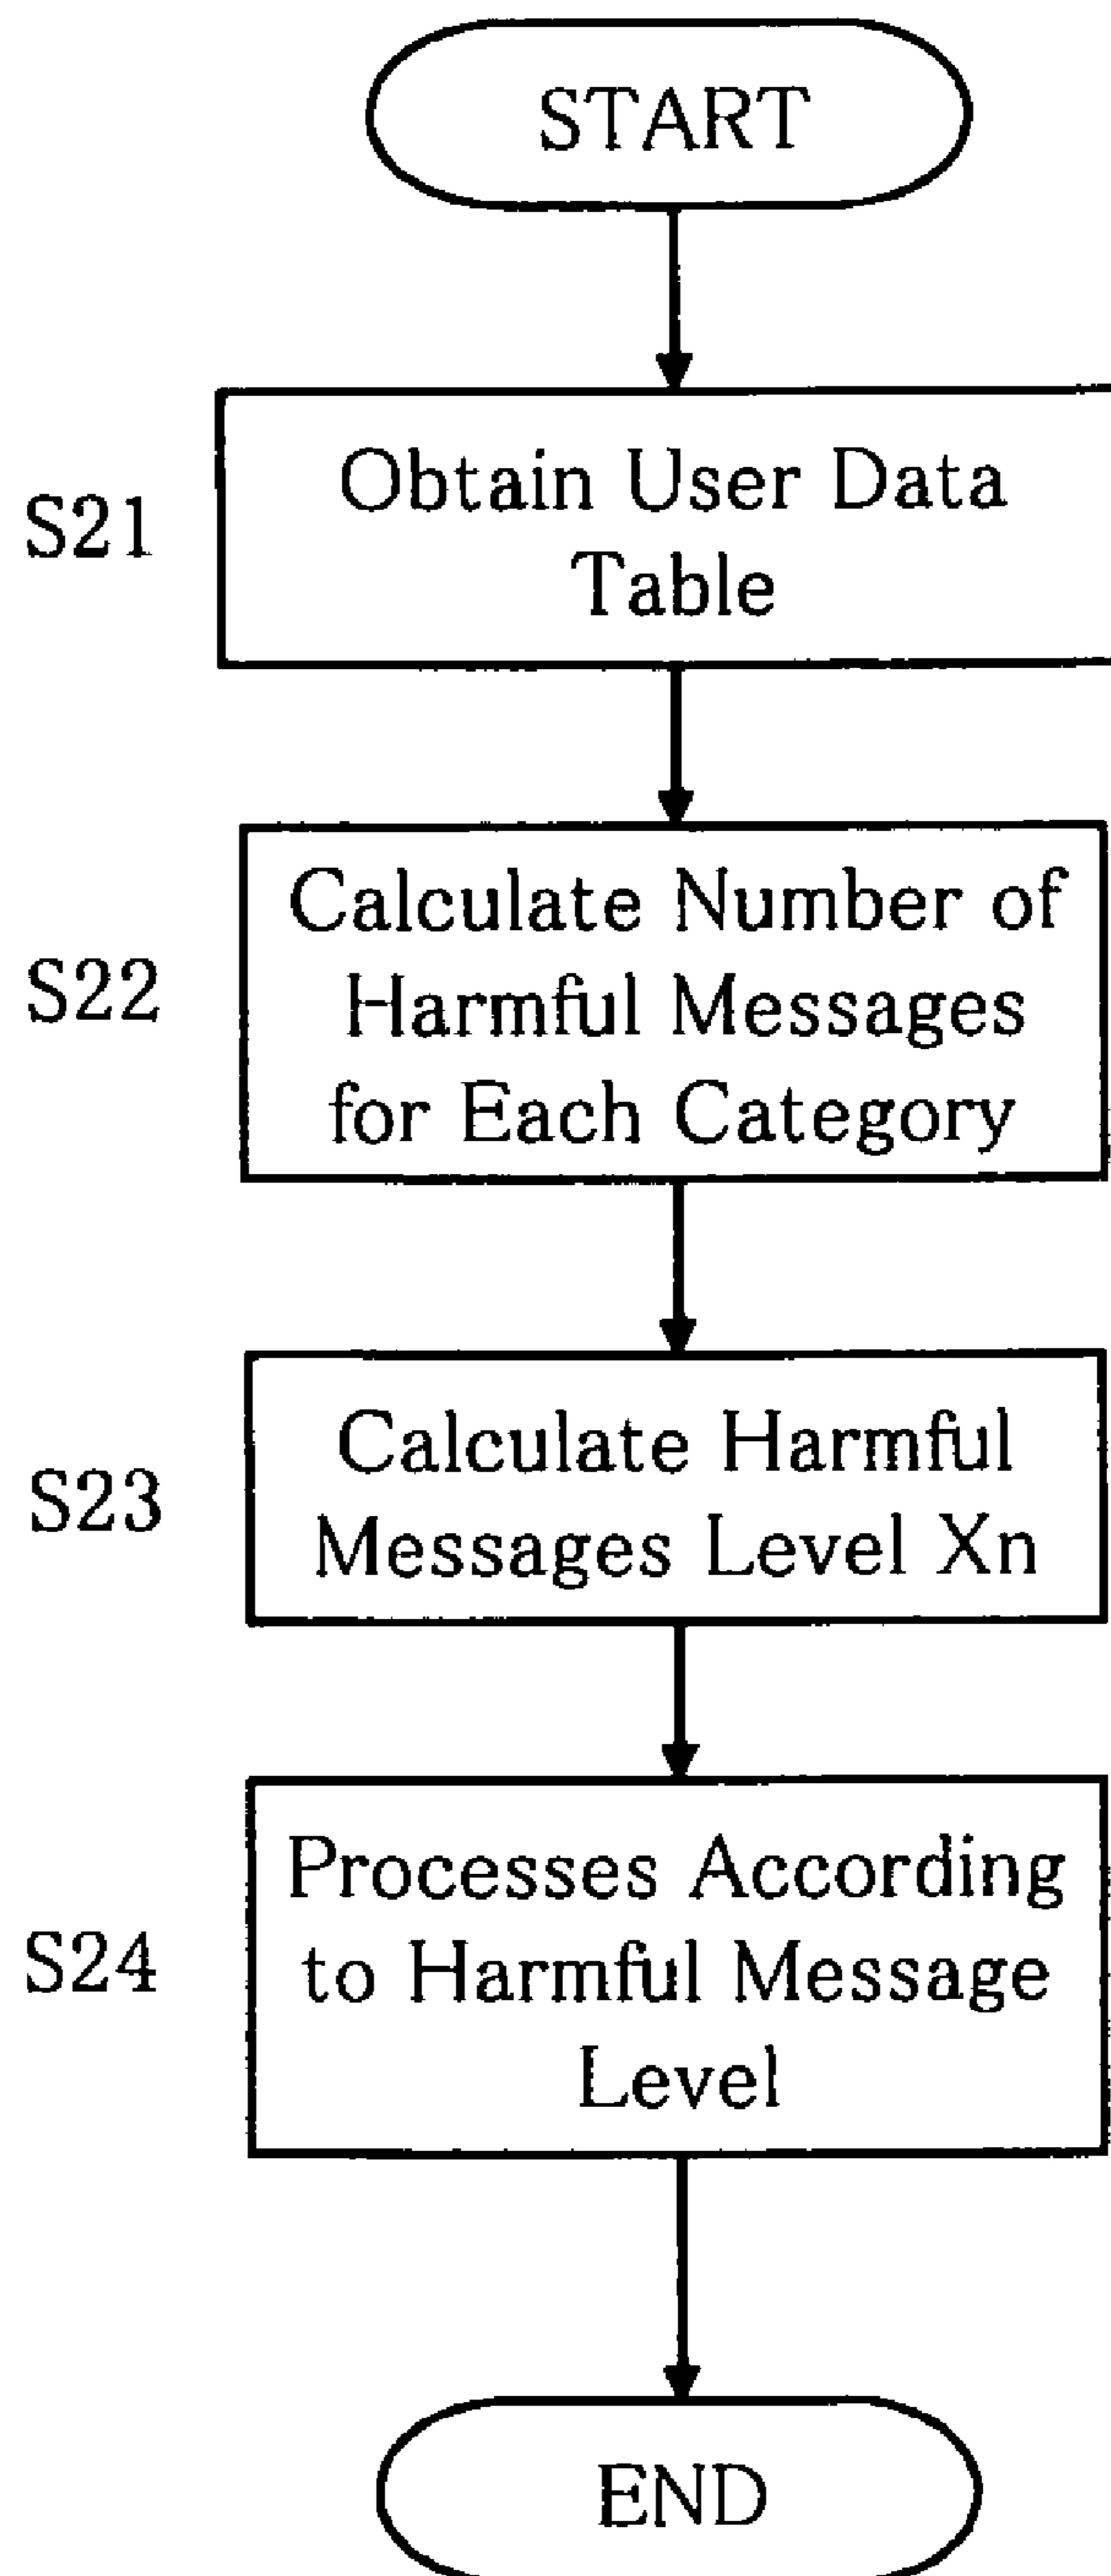 START
S21
Obtain User Data
Table
S22
Calculate Number of
Harmful Messages
for Each Category
S23
Calculate Harmful
Messages Level Xn
S24
Processes According
to Harmful Message
Level
END